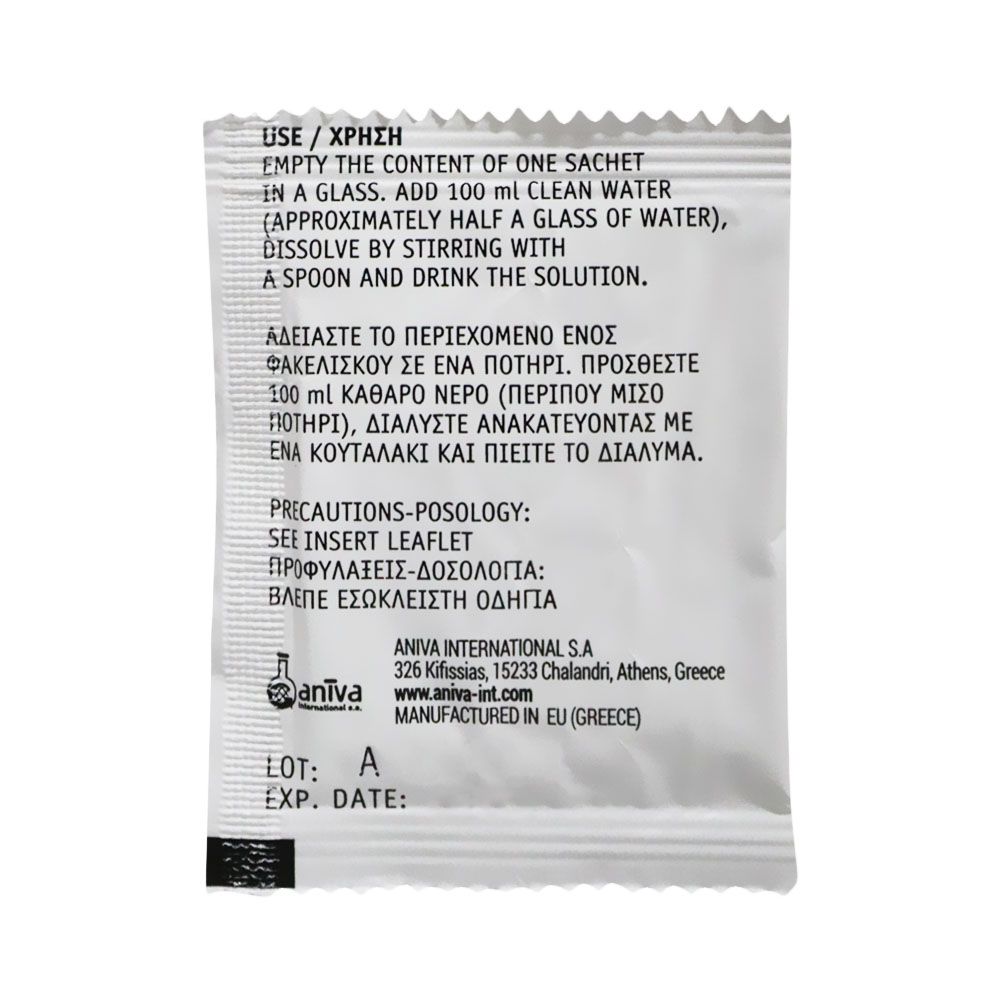 USE / ΧΡΗΣΗ
EMPTY THE CONTENT OF ONE SACHET
IN A GLASS. ADD 100 ml CLEAN WATER
(APPROXIMATELY HALF A GLASS OF WATER),
DISSOLVE BY STIRRING WITH
A SPOON AND DRINK THE SOLUTION.
ΑΔΕΙΑΣΤΕ ΤΟ ΠΕΡΙΕΧΟΜΕΝΟ ΕΝΟΣ
ΦΑΚΕΛΙΣΚΟΥ ΣΕ ΕΝΑ ΠΟΤΗΡΙ. ΠΡΟΣΘΕΣΤΕ
100 ml ΚΑΘΑΡΟ ΝΕΡΟ (ΠΕΡΙΠΟΥ ΜΙΣΟ
ΠΟΤΗΡΙ), ΔΙΑΛΥΣΤΕ ΑΝΑΚΑΤΕΥΟΝΤΑΣ ΜΕ
ΕΝΑ ΚΟΥΤΑΛΑΚΙ ΚΑΙ ΠΙΕΙΤΕ ΤΟ ΔΙΑΛΥΜΑ.
PRECAUTIONS-POSOLOGY:
SEE INSERT LEAFLET
ΠΡΟΦΥΛΑΞΕΙΣ-ΔΟΣΟΛΟΓΙΑ:
ΒΛΕΠΕ ΕΣΩΚΛΕΙΣΤΗ ΟΔΗΓΙΑ
anīva
international s.a.
ANIVA INTERNATIONAL S.A
326 Kifissias, 15233 Chalandri, Athens, Greece
www.aniva-int.com
MANUFACTURED IN EU (GREECE)
LOT: A
EXP. DATE: